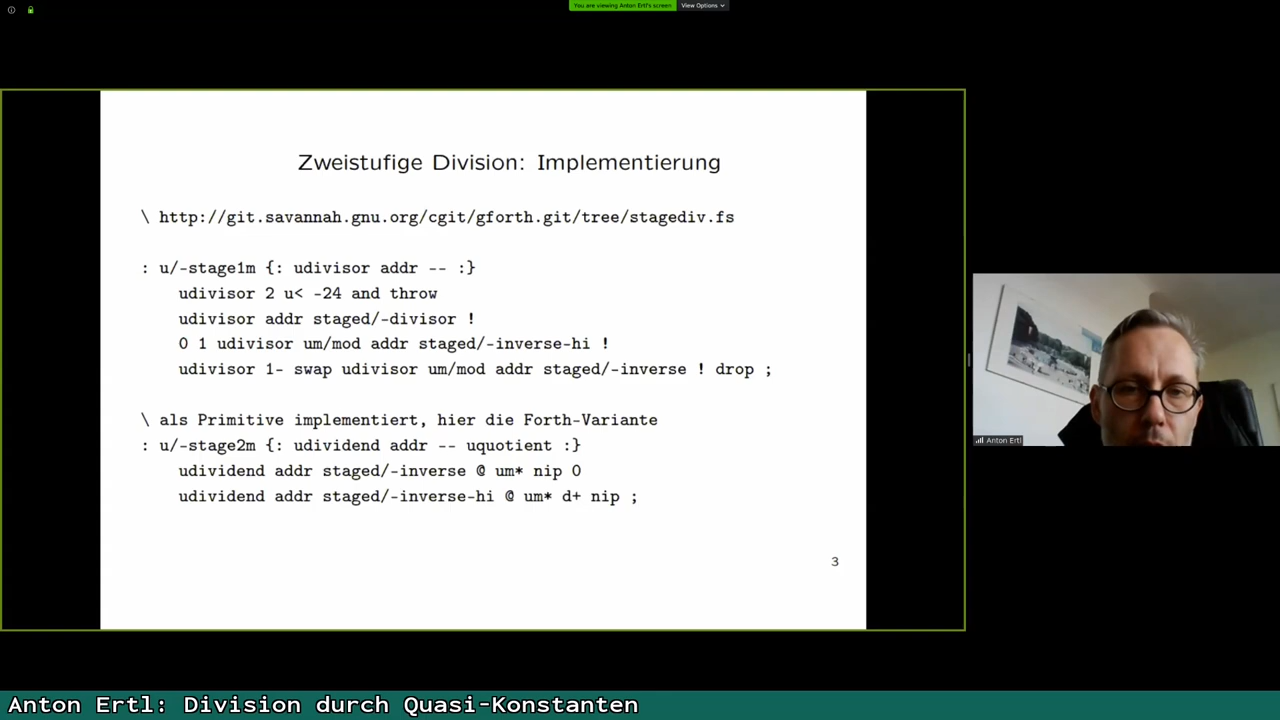 You are viewing Anton Ertl's screen
View Options
Zweistufige Division: Implementierung
\ http://git.savannah.gnu.org/cgit/gforth.git/tree/stagediv.fs
: u/-stage1m {: udivisor addr -- :}
udivisor 2 u< -24 and throw
udivisor addr staged/-divisor !
0 1 udivisor um/mod addr staged/-inverse-hi !
udivisor 1- swap udivisor um/mod addr staged/-inverse ! drop ;
\ als Primitive implementiert, hier die Forth-Variante
: u/-stage2m {: udividend addr -- uquotient :}
udividend addr staged/-inverse @ um* nip 0
udividend addr staged/-inverse-hi @ um* d+ nip ;
3
Anton Ertl
Anton Ertl: Division durch Quasi-Konstanten